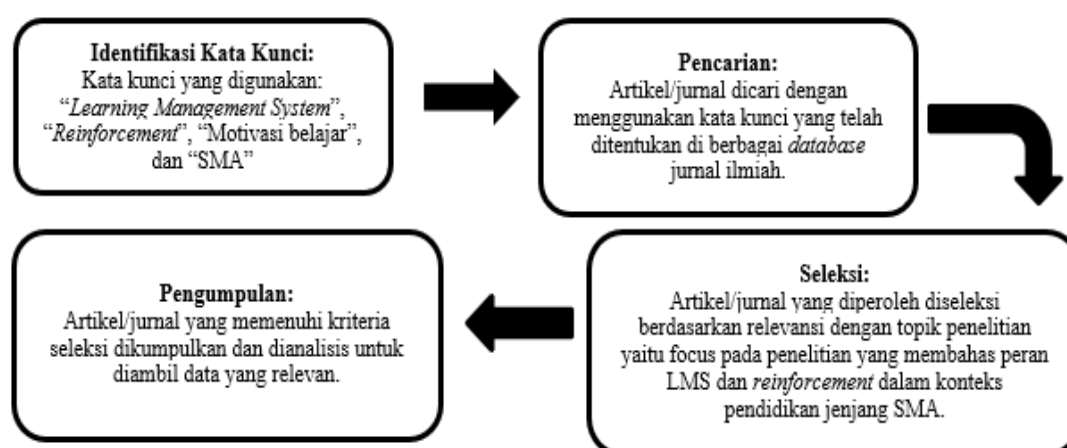 Identifikasi Kata Kunci:
Kata kunci yang digunakan:
“Learning Management System”,
“Reinforcement”, “Motivasi belajar”,
dan “SMA”
Pencarian:
Artikel/jurnal dicari dengan
menggunakan kata kunci yang telah
ditentukan di berbagai database
jurnal ilmiah.
Seleksi:
Artikel/jurnal yang diperoleh diseleksi
berdasarkan relevansi dengan topik penelitian
yaitu focus pada penelitian yang membahas peran
LMS dan reinforcement dalam konteks
pendidikan jenjang SMA.
Pengumpulan:
Artikel/jurnal yang memenuhi kriteria
seleksi dikumpulkan dan dianalisis untuk
diambil data yang relevan.